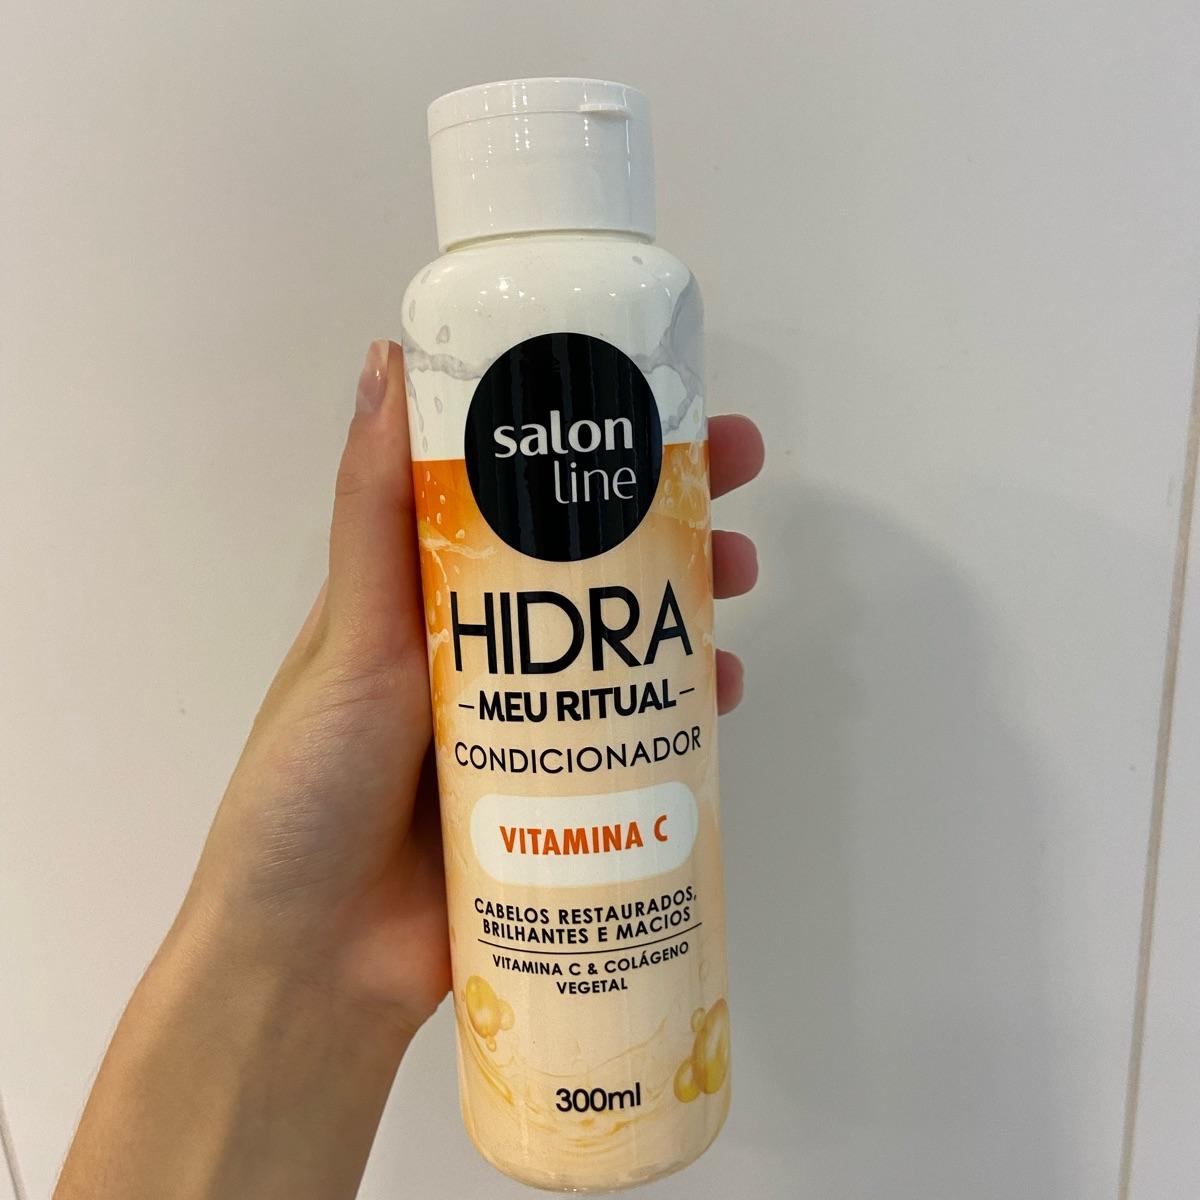 salon
line
HIDRA
-MEU RITUAL-
CONDICIONADOR
VITAMINA C
CABELOS RESTAURADOS,
BRILHANTES E MACIOS
VITAMINA C & COLÁGENO
VEGETAL
300ml